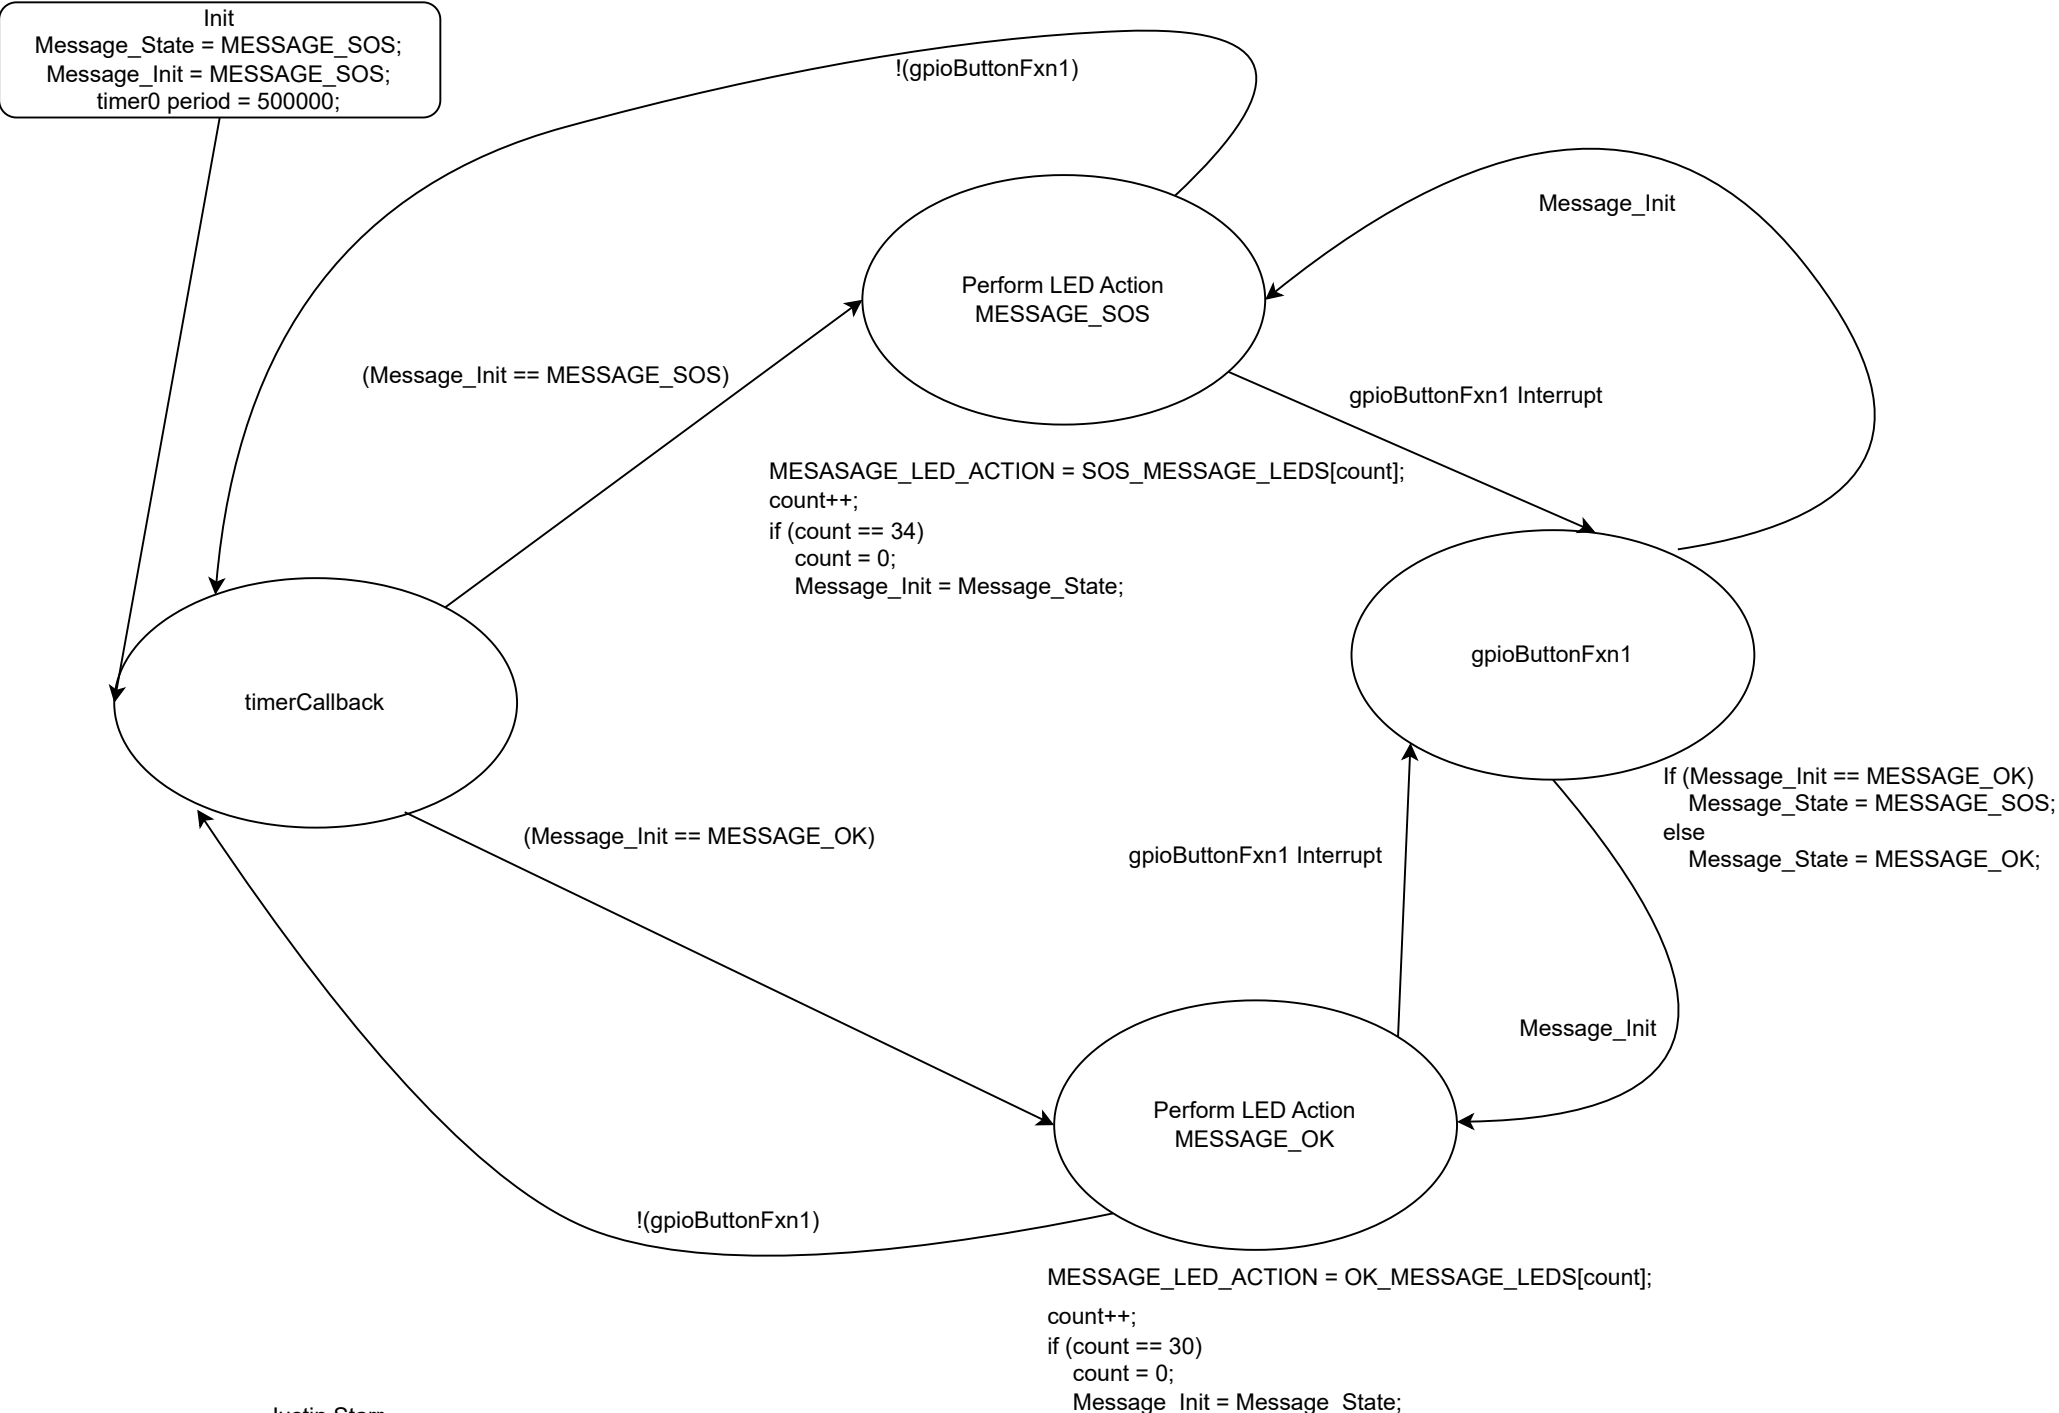 Init
Message_State = MESSAGE_SOS;
Message_Init = MESSAGE_SOS;
timer0 period = 500000;
!(gpioButtonFxn1)
Message_Init
Perform LED Action
MESSAGE_SOS
(Message_Init == MESSAGE_SOS)
gpioButtonFxn1 Interrupt
MESASAGE_LED_ACTION = SOS_MESSAGE_LEDS[count];
count++;
if (count == 34)
count = 0;
Message_Init = Message_State;
timerCallback
gpioButtonFxn1
If (Message_Init == MESSAGE_OK)
Message_State = MESSAGE_SOS;
else
Message_State = MESSAGE_OK;
(Message_Init == MESSAGE_OK)
gpioButtonFxn1 Interrupt
Message_Init
Perform LED Action
MESSAGE_OK
!(gpioButtonFxn1)
MESSAGE_LED_ACTION = OK_MESSAGE_LEDS[count];
count++;
if (count == 30)
count = 0;
Message_Init = Message_State;